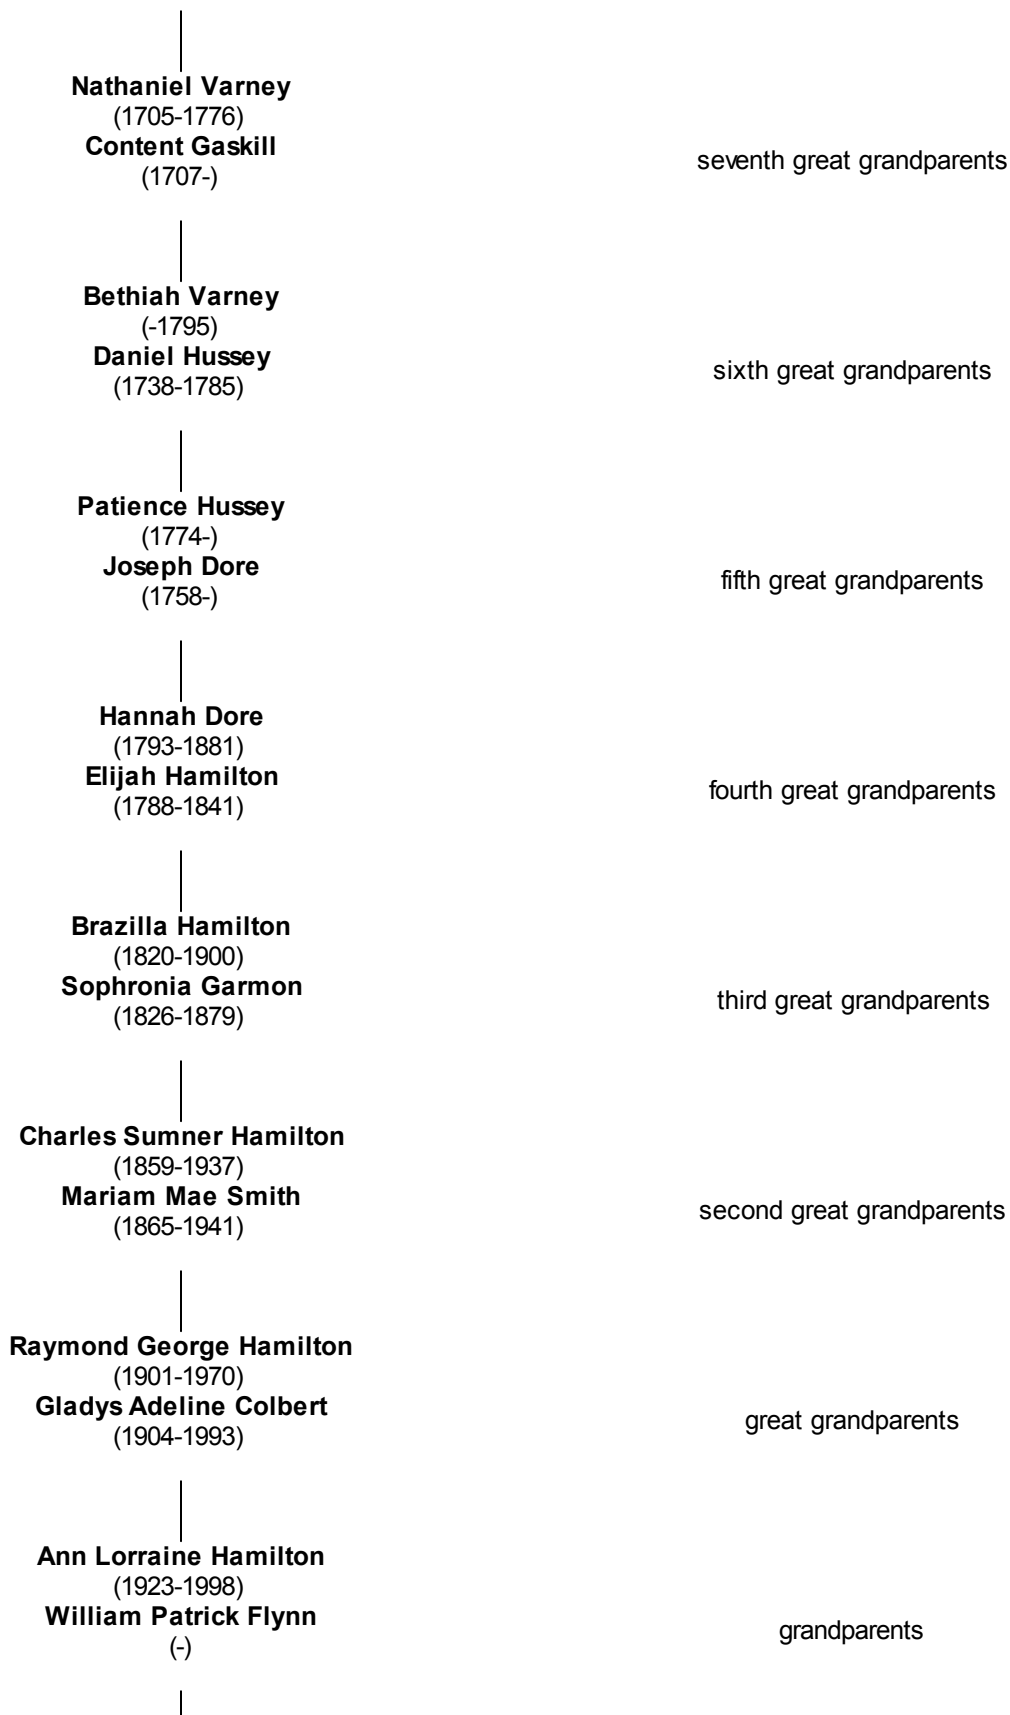 Nathaniel Varney
(1705-1776)
Content Gaskill
(1707-)
seventh great grandparents
Bethiah Varney
(-1795)
Daniel Hussey
(1738-1785)
sixth great grandparents
Patience Hussey
(1774-)
Joseph Dore
(1758-)
fifth great grandparents
Hannah Dore
(1793-1881)
Elijah Hamilton
(1788-1841)
fourth great grandparents
Brazilla Hamilton
(1820-1900)
Sophronia Garmon
(1826-1879)
third great grandparents
Charles Sumner Hamilton
(1859-1937)
Mariam Mae Smith
(1865-1941)
second great grandparents
Raymond George Hamilton
(1901-1970)
Gladys Adeline Colbert
(1904-1993)
great grandparents
Ann Lorraine Hamilton
(1923-1998)
William Patrick Flynn
(-)
grandparents